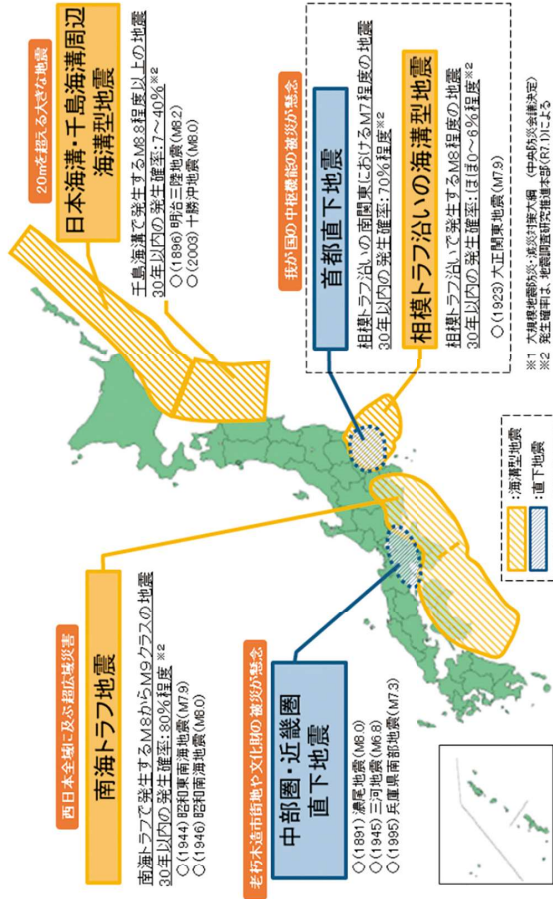 西日本全域に及ぶ超広域災害
南海トラフ地震
南海トラフで発生するM8からM9クラスの地震
30年以内の発生確率:80%程度※2
○(1944)昭和東南海地震(M7.9)
○(1946)昭和南海地震(M8.0)
老朽木造市街地や文化財の被災が懸念
中部圏・近畿圏
直下地震
○(1891)濃尾地震(M8.0)
○(1945)三河地震(M6.8)
○(1995)兵庫県南部地震(M7.3)
20mを超える大きな地震
日本海溝・千島海溝周辺
海溝型地震
千島海溝で発生するM8.8程度以上の地震
30年以内の発生確率:7~40%※2
○(1896)明治三陸地震(M8.2)
○(2003)十勝沖地震(M8.0)
我が国の中枢機能の被災が懸念
首都直下地震
相模トラフ沿いの南関東におけるM7程度の地震
30年以内の発生確率:70%程度※2
相模トラフ沿いの海溝型地震
相模トラフ沿いで発生するM8程度の地震
30年以内の発生確率:ほぼ0~6%程度※2
○(1923)大正関東地震(M7.9)
:海溝型地震
:直下地震
※1 大規模地震防災・減災対策大綱 (中央防災会議決定)
※2 発生確率は、地震調査研究推進本部(R7.1)による